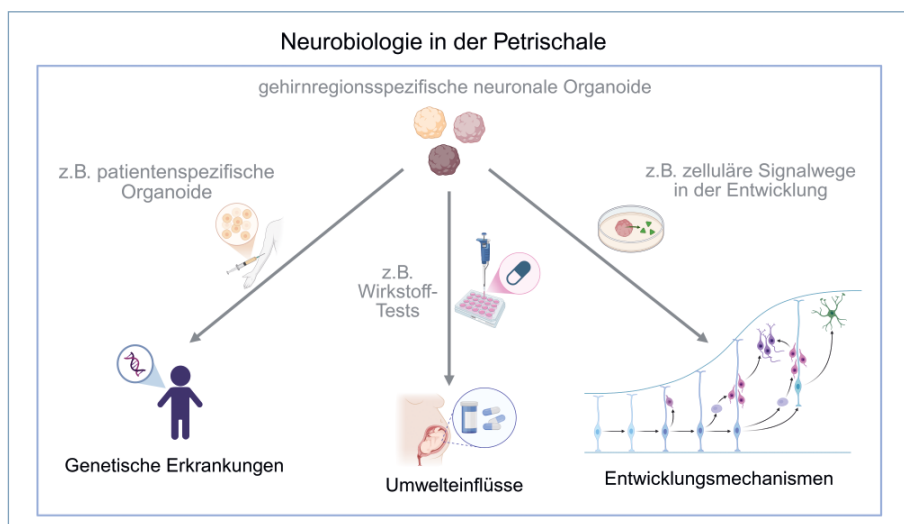 Neurobiologie in der Petrischale
gehirnregionsspezifische neuronale Organoide
z.B. patientenspezifische
Organoide
z.B. zelluläre Signalwege
in der Entwicklung
z.B.
Wirkstoff-
Tests
Genetische Erkrankungen
Umwelteinflüsse
Entwicklungsmechanismen